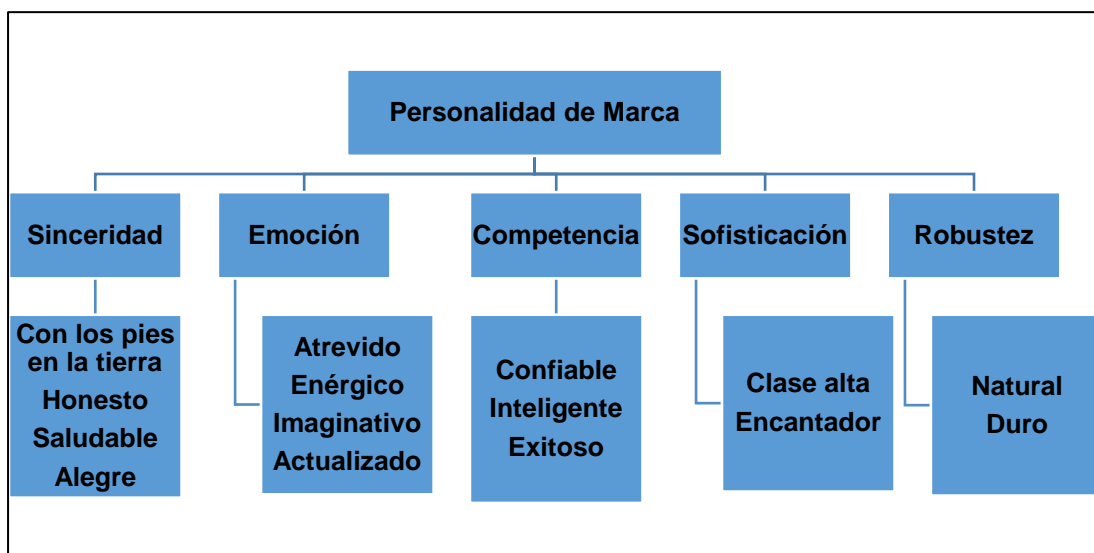 Personalidad de Marca
Sinceridad
Emoción
Competencia
Sofisticación
Robustez
Con los pies
en la tierra
Honesto
Saludable
Alegre
Atrevido
Enérgico
Imaginativo
Actualizado
Confiable
Inteligente
Exitoso
Clase alta
Encantador
Natural
Duro